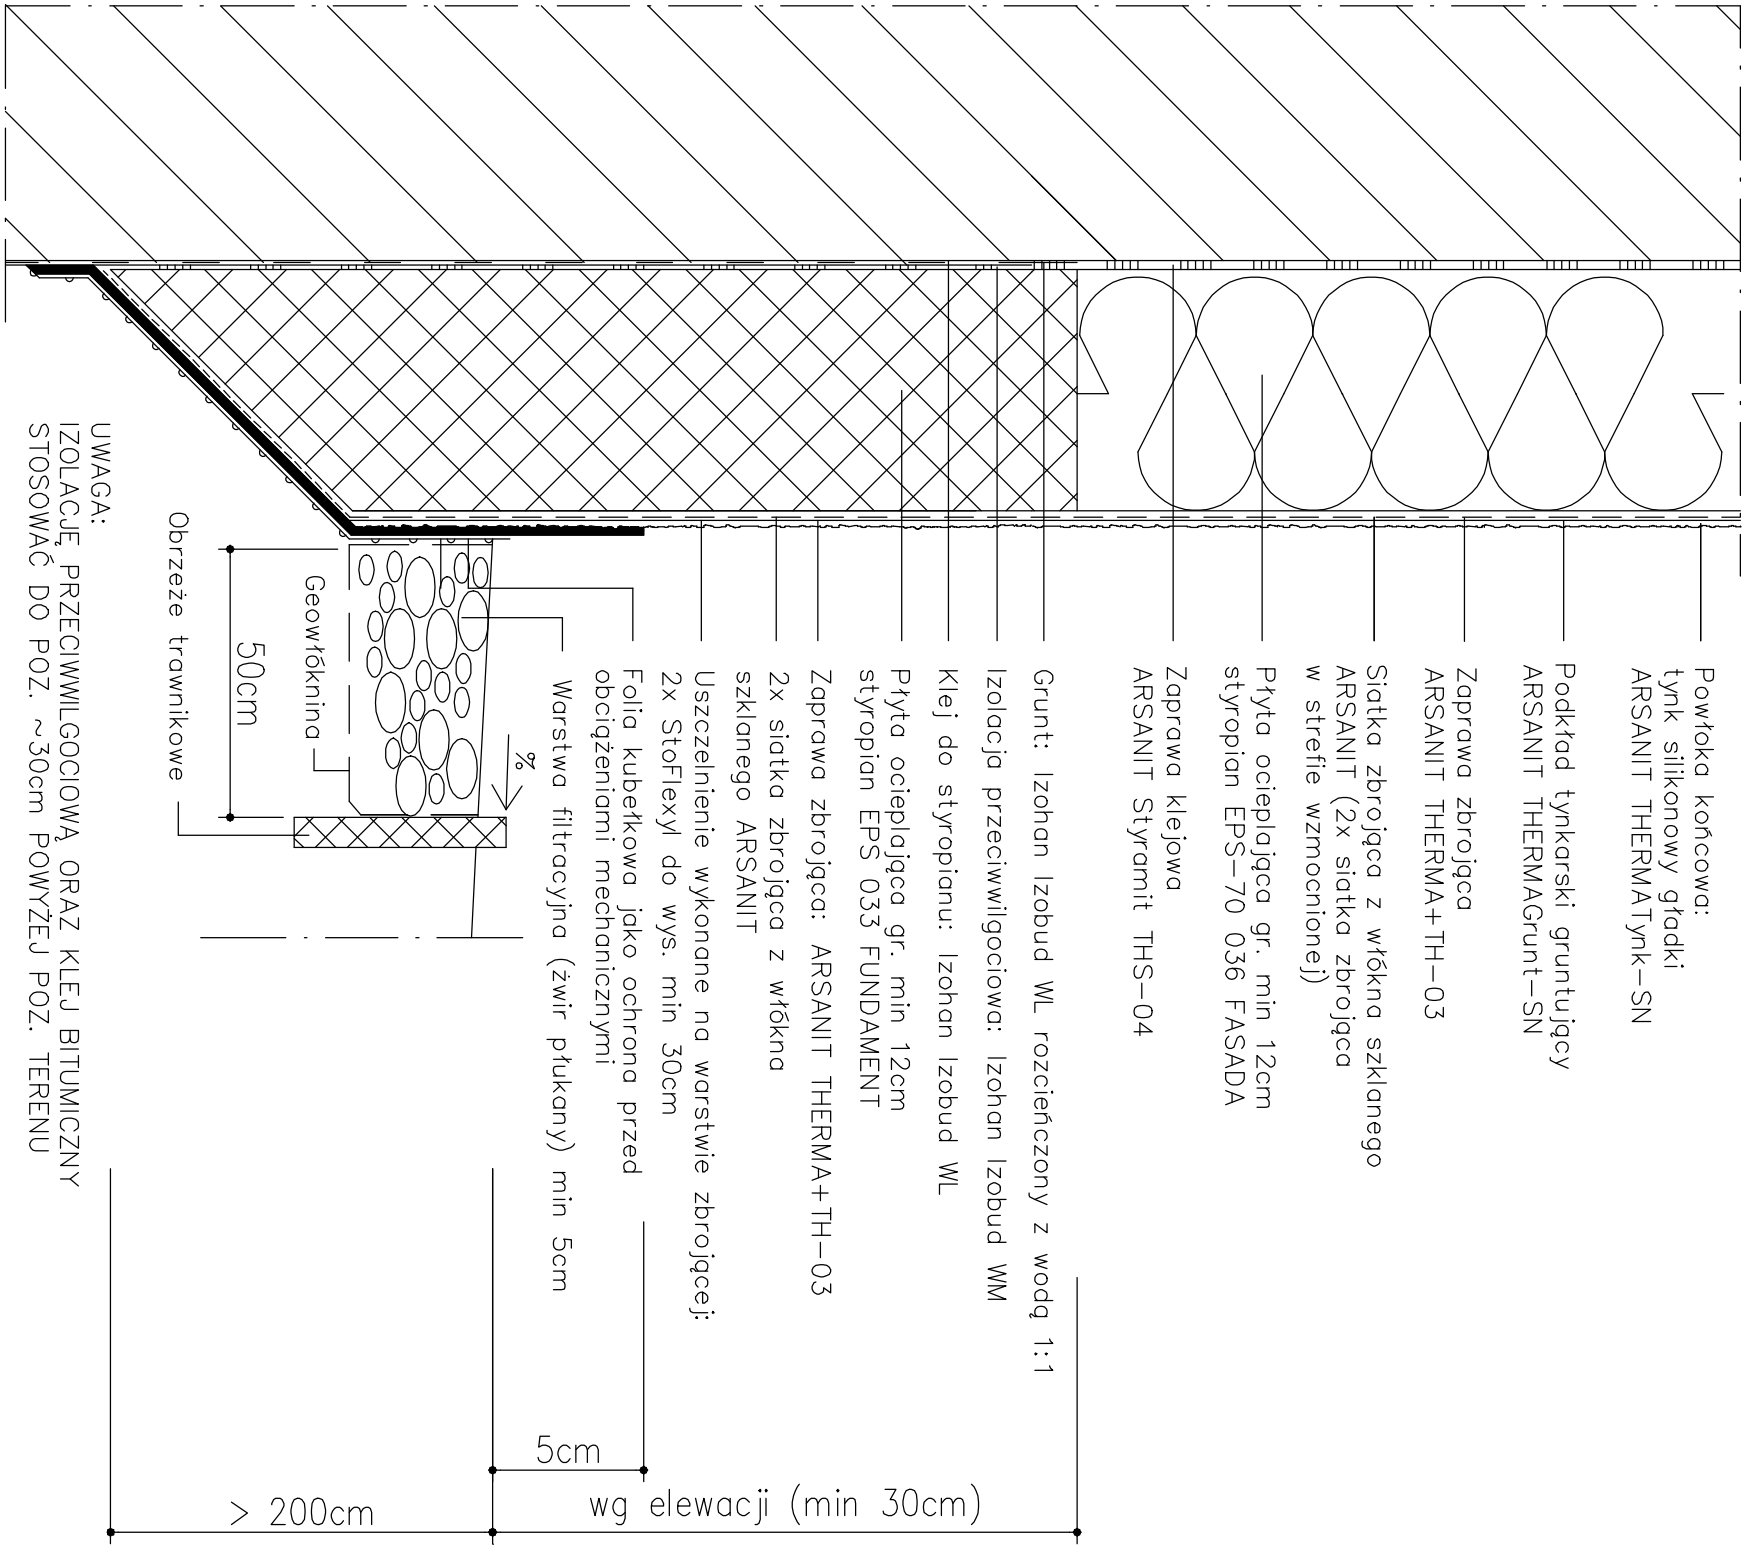 Powłoka końcowa:
tynk silikonowy gładki
ARSANIT THERMATynk-SN
Podkład tynkarski gruntujący
ARSANIT THERMAGrunt-SN
Zaprawa zbrojąca
ARSANIT THERMA+TH-03
Siatka zbrojąca z włókna szklanego
ARSANIT (2x siatka zbrojąca
w strefie wzmocnionej)
Płyta ocieplająca gr. min 12cm
styropian EPS-70 036 FASADA
Zaprawa klejowa
ARSANIT Styramit THS-04
Grunt: Izohan Izobud WL rozcieńczony z wodą 1:1
Izolacja przeciwwilgociowa: Izohan Izobud WM
Klej do styropianu: Izohan Izobud WL
Płyta ocieplająca gr. min 12cm
styropian EPS 033 FUNDAMENT
Zaprawa zbrojąca: ARSANIT THERMA+TH-03
2x siatka zbrojąca z włókna
szklanego ARSANIT
Uszczelnienie wykonane na warstwie zbrojącej:
2x StoFlexyl do wys. min 30cm
Folia kubełkowa jako ochrona przed
obciążeniami mechanicznymi
Warstwa filtracyjna (żwir płukany) min 5cm
%
Geowłóknina
50cm
Obrzeże trawnikowe
UWAGA:
IZOLACJĘ PRZECIWWILGOCIOWĄ ORAZ KLEJ BITUMICZNY
STOSOWAĆ DO POZ. ~30cm POWYŻEJ POZ. TERENU
5cm
wg elewacji (min 30cm)
> 200cm